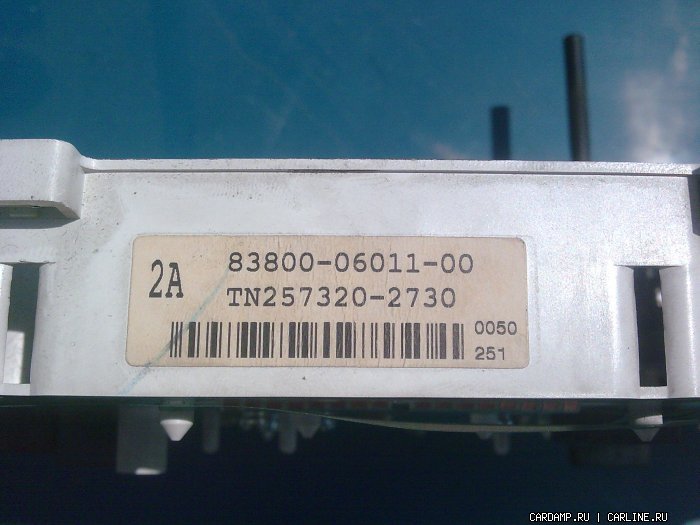 2A
83800-06011-00
TN257320-2730
0050
251
CARDAMP.RU | CARLINE.RU